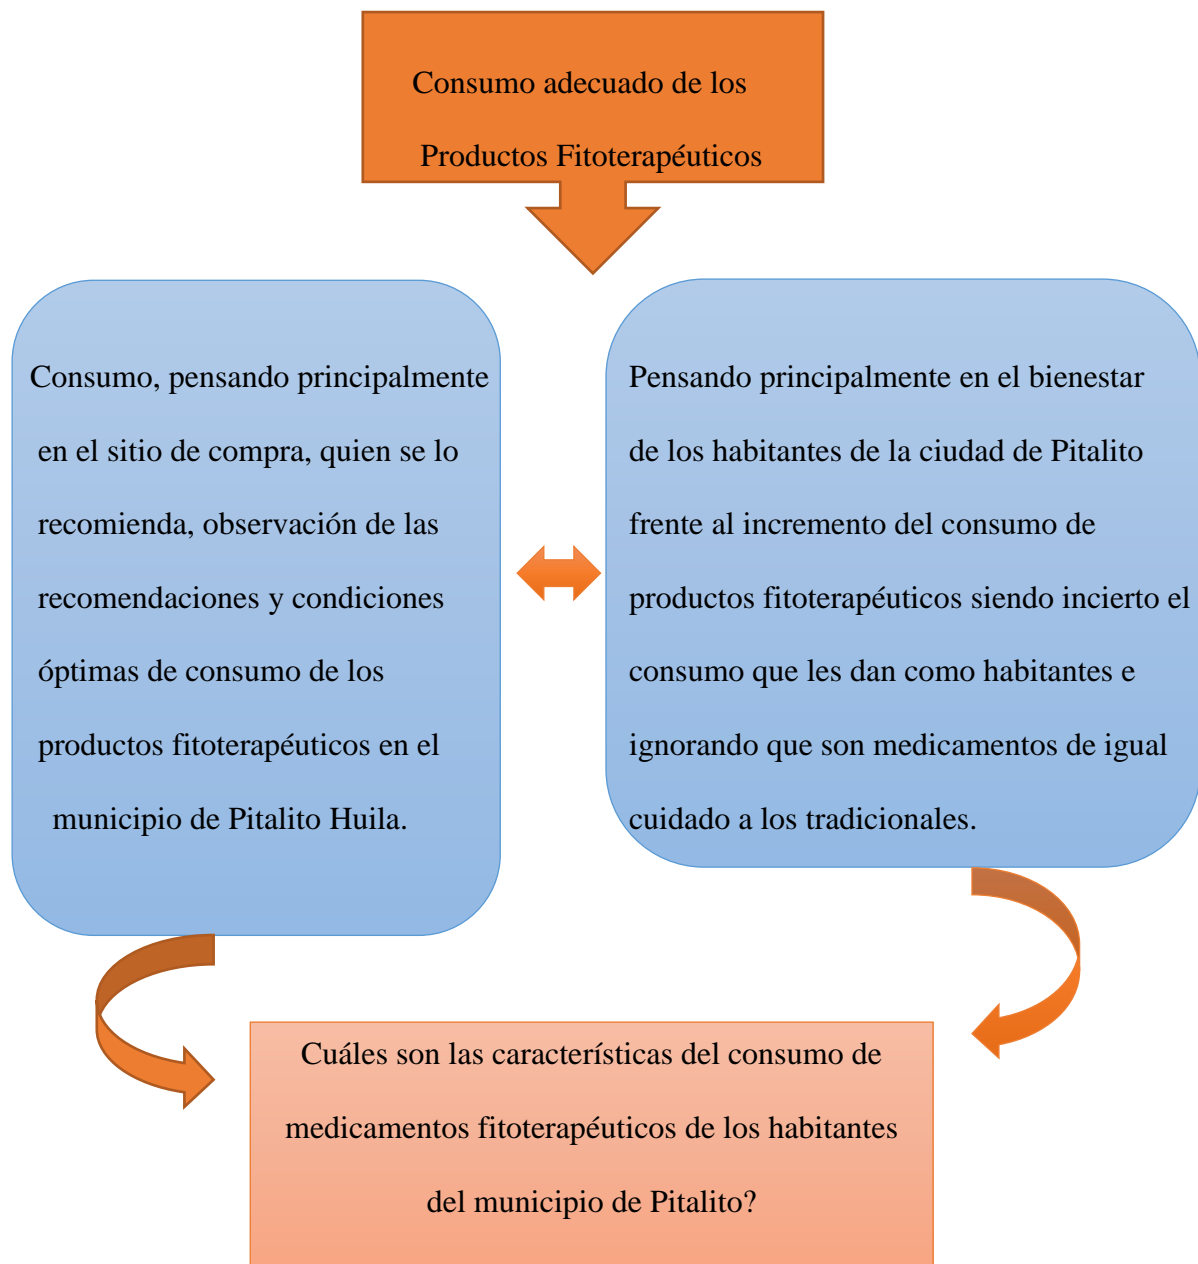 Consumo adecuado de los
Productos Fitoterapéuticos
Consumo, pensando principalmente
en el sitio de compra, quien se lo
recomienda, observación de las
recomendaciones y condiciones
óptimas de consumo de los
productos fitoterapéuticos en el
municipio de Pitalito Huila.
Pensando principalmente en el bienestar
de los habitantes de la ciudad de Pitalito
frente al incremento del consumo de
productos fitoterapéuticos siendo incierto el
consumo que les dan como habitantes e
ignorando que son medicamentos de igual
cuidado a los tradicionales.
Cuáles son las características del consumo de
medicamentos fitoterapéuticos de los habitantes
del municipio de Pitalito?